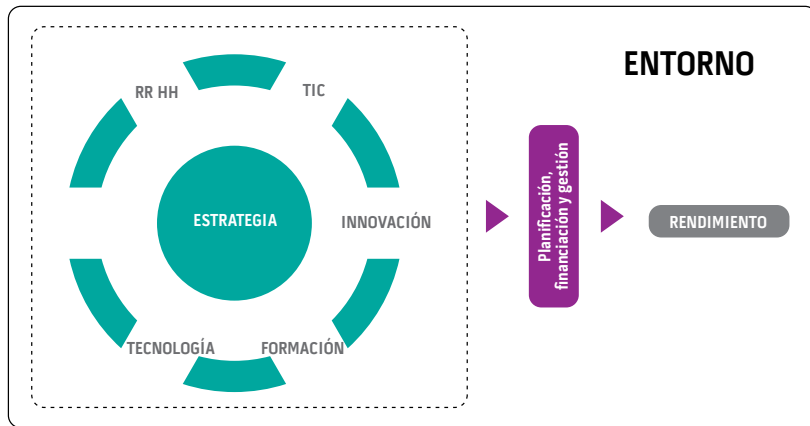 ENTORNO
RR HH
TIC
ESTRATEGIA
INNOVACIÓN
TECNOLOGÍA
FORMACIÓN
Planificación,
financiación y gestión
RENDIMIENTO